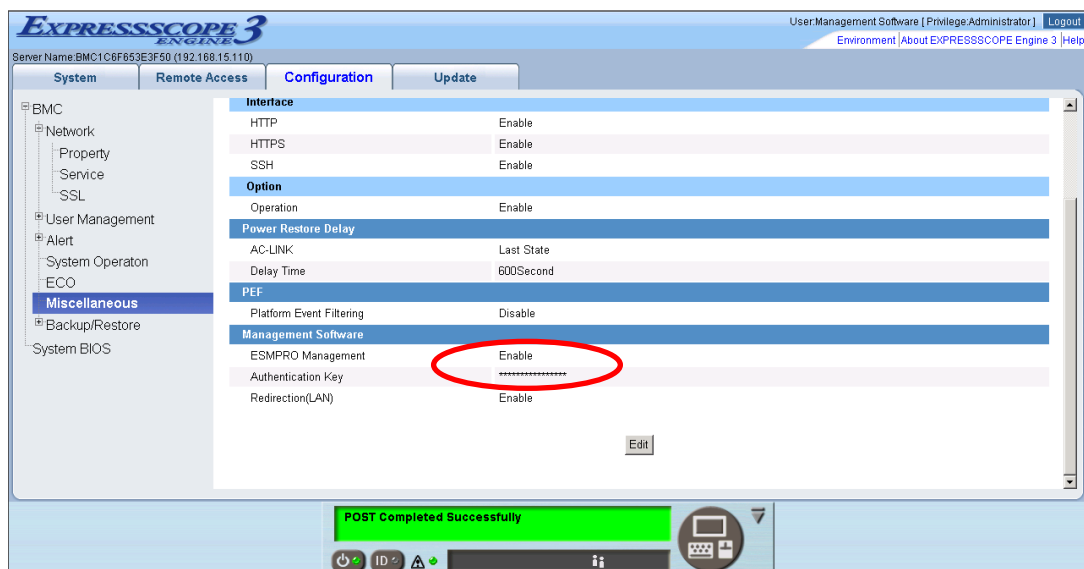 EXPRESSSCOPE 3
ENGINE
User:Management Software [ Privilege:Administrator ] Logout
Environment |About EXPRESSSCOPE Engine 3 |Help
Server Name:BMC1C6F653E3F50 (192.168.15.110)
System Remote Access Configuration Update
BMC
Network
Property
Service
SSL
User Management
Alert
System Operaton
ECO
Miscellaneous
Backup/Restore
System BIOS
Interface
HTTP Enable
HTTPS Enable
SSH Enable
Option
Operation Enable
Power Restore Delay
AC-LINK Last State
Delay Time 600Second
PEF
Platform Event Filtering Disable
Management Software
ESMPRO Management Enable
Authentication Key ***************
Redirection(LAN) Enable
Edit
POST Completed Successfully
ID